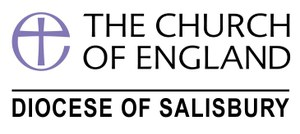 THE CHURCH
OF ENGLAND
DIOCESE OF SALISBURY